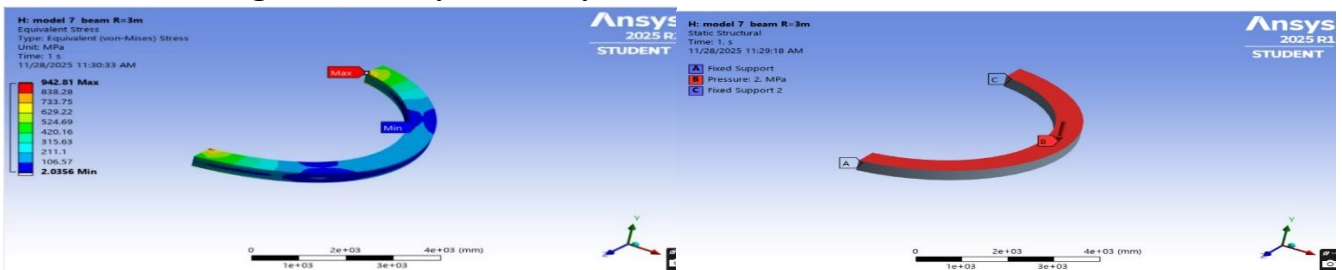 H: model 7 beam R=3m
Equivalent Stress
Type: Equivalent (von-Mises) Stress
Unit: MPa
Time: 1 s
11/28/2025 11:30:33 AM
942.81 Max
838.28
733.75
629.22
524.69
420.16
315.63
211.1
106.57
2.0356 Min
Max
Min
Ansys
2025 R1
STUDENT
0
2e+03
4e+03 (mm)
1e+03
3e+03
Y
Z
H: model 7 beam R=3m
Static Structural
Time: 1. s
11/28/2025 11:29:18 AM
A Fixed Support
B Pressure: 2. MPa
C Fixed Support 2
C
B
A
Ansys
2025 R1
STUDENT
0
2e+03
4e+03 (mm)
1e+03
3e+03
Y
Z